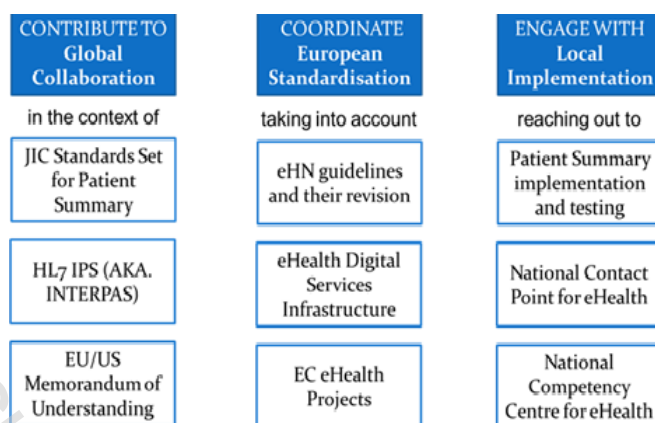 CONTRIBUTE TO
Global
Collaboration
in the context of
JIC Standards Set
for Patient
Summary
HL7 IPS (AKA.
INTERPAS)
EU/US
Memorandum of
Understanding
COORDINATE
European
Standardisation
taking into account
eHN guidelines
and their revision
eHealth Digital
Services
Infrastructure
EC eHealth
Projects
ENGAGE WITH
Local
Implementation
reaching out to
Patient Summary
implementation
and testing
National Contact
Point for eHealth
National
Competency
Centre for eHealth